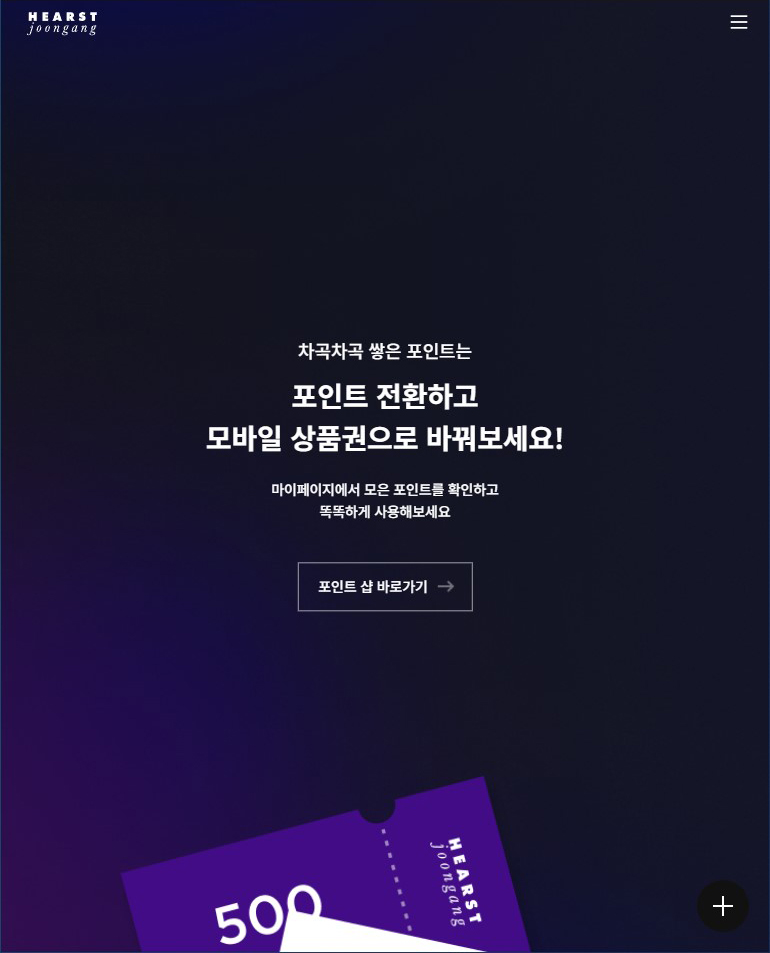 HEARST
joongang
차곡차곡 쌓은 포인트는
포인트 전환하고
모바일 상품권으로 바꿔보세요!
마이페이지에서 모은 포인트를 확인하고
똑똑하게 사용해보세요
포인트 샵 바로가기
HEARST
joongang
500